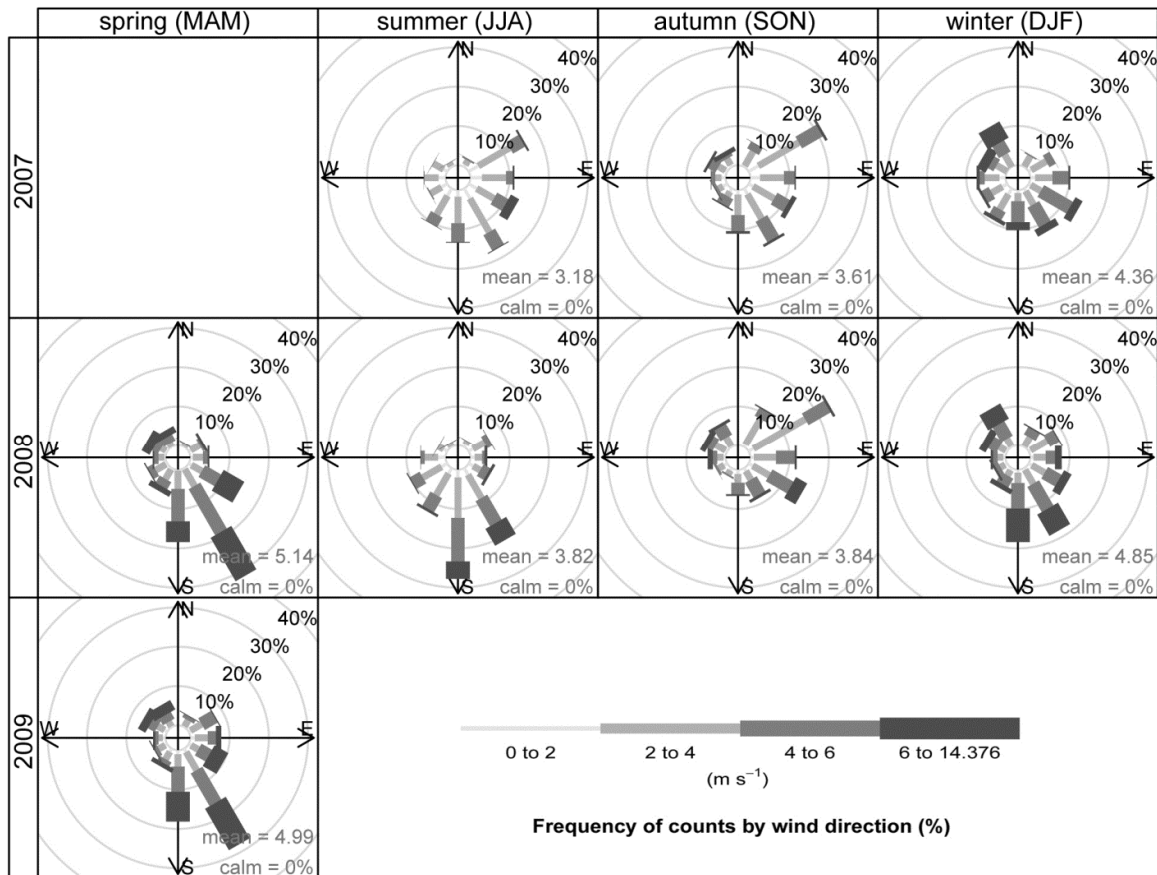 spring (MAM) summer (JJA) autumn (SON) winter (DJF)
2007
N
40%
30%
20%
10%
W
E
mean = 3.18
S
calm = 0%
N
40%
30%
20%
10%
W
E
mean = 3.61
S
calm = 0%
N
40%
30%
20%
10%
W
E
mean = 4.36
S
calm = 0%
2008
N
40%
30%
20%
10%
W
E
mean = 5.14
S
calm = 0%
N
40%
30%
20%
10%
W
E
mean = 3.82
S
calm = 0%
N
40%
30%
20%
10%
W
E
mean = 3.84
S
calm = 0%
N
40%
30%
20%
10%
W
E
mean = 4.85
S
calm = 0%
2009
N
40%
30%
20%
10%
W
E
mean = 4.99
S
calm = 0%
0 to 2 2 to 4 4 to 6 6 to 14.376
(m s⁻¹)
Frequency of counts by wind direction (%)